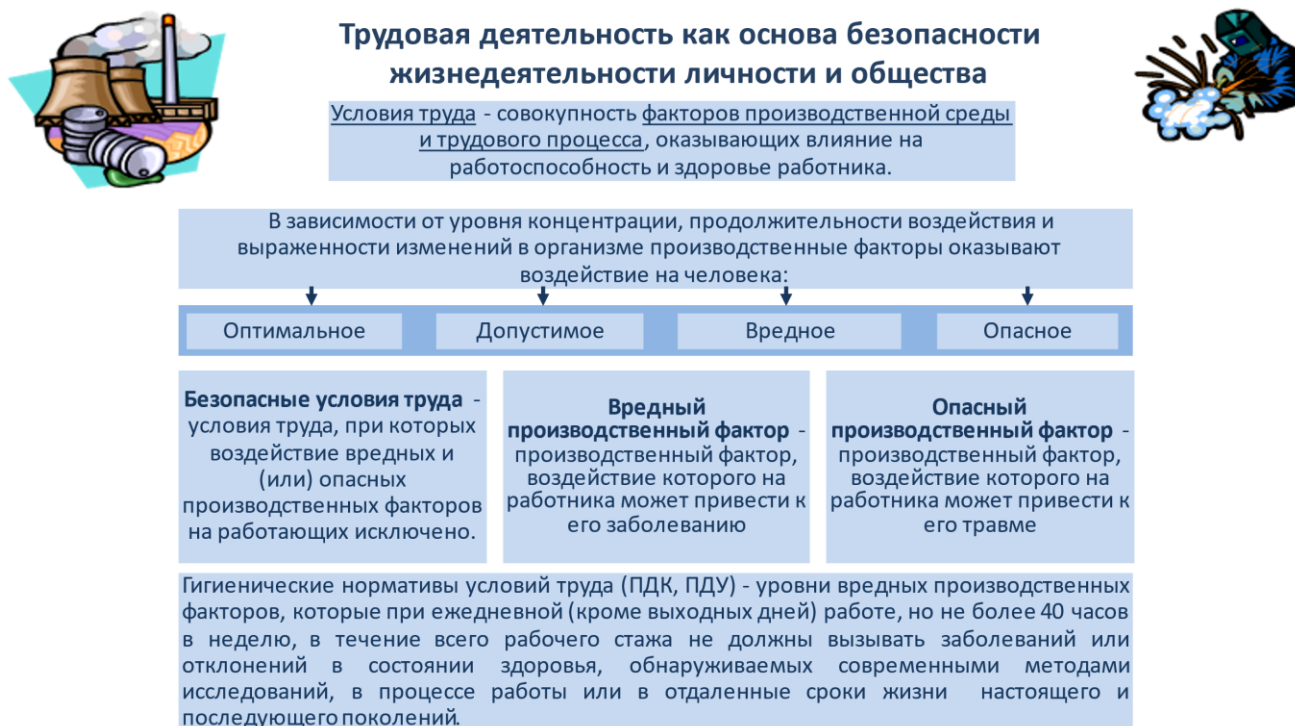 Трудовая деятельность как основа безопасности
жизнедеятельности личности и общества
Условия труда - совокупность факторов производственной среды
и трудового процесса, оказывающих влияние на
работоспособность и здоровье работника.
В зависимости от уровня концентрации, продолжительности воздействия и
выраженности изменений в организме производственные факторы оказывают
воздействие на человека:
Оптимальное
Допустимое
Вредное
Опасное
Безопасные условия труда -
условия труда, при которых
воздействие вредных и
(или) опасных
производственных факторов
на работающих исключено.
Вредный
производственный фактор -
производственный фактор,
воздействие которого на
работника может привести к
его заболеванию
Опасный
производственный фактор -
производственный фактор,
воздействие которого на
работника может привести к
его травме
Гигиенические нормативы условий труда (ПДК, ПДУ) - уровни вредных производственных
факторов, которые при ежедневной (кроме выходных дней) работе, но не более 40 часов
в неделю, в течение всего рабочего стажа не должны вызывать заболеваний или
отклонений в состоянии здоровья, обнаруживаемых современными методами
исследований, в процессе работы или в отдаленные сроки жизни настоящего и
последующего поколений.